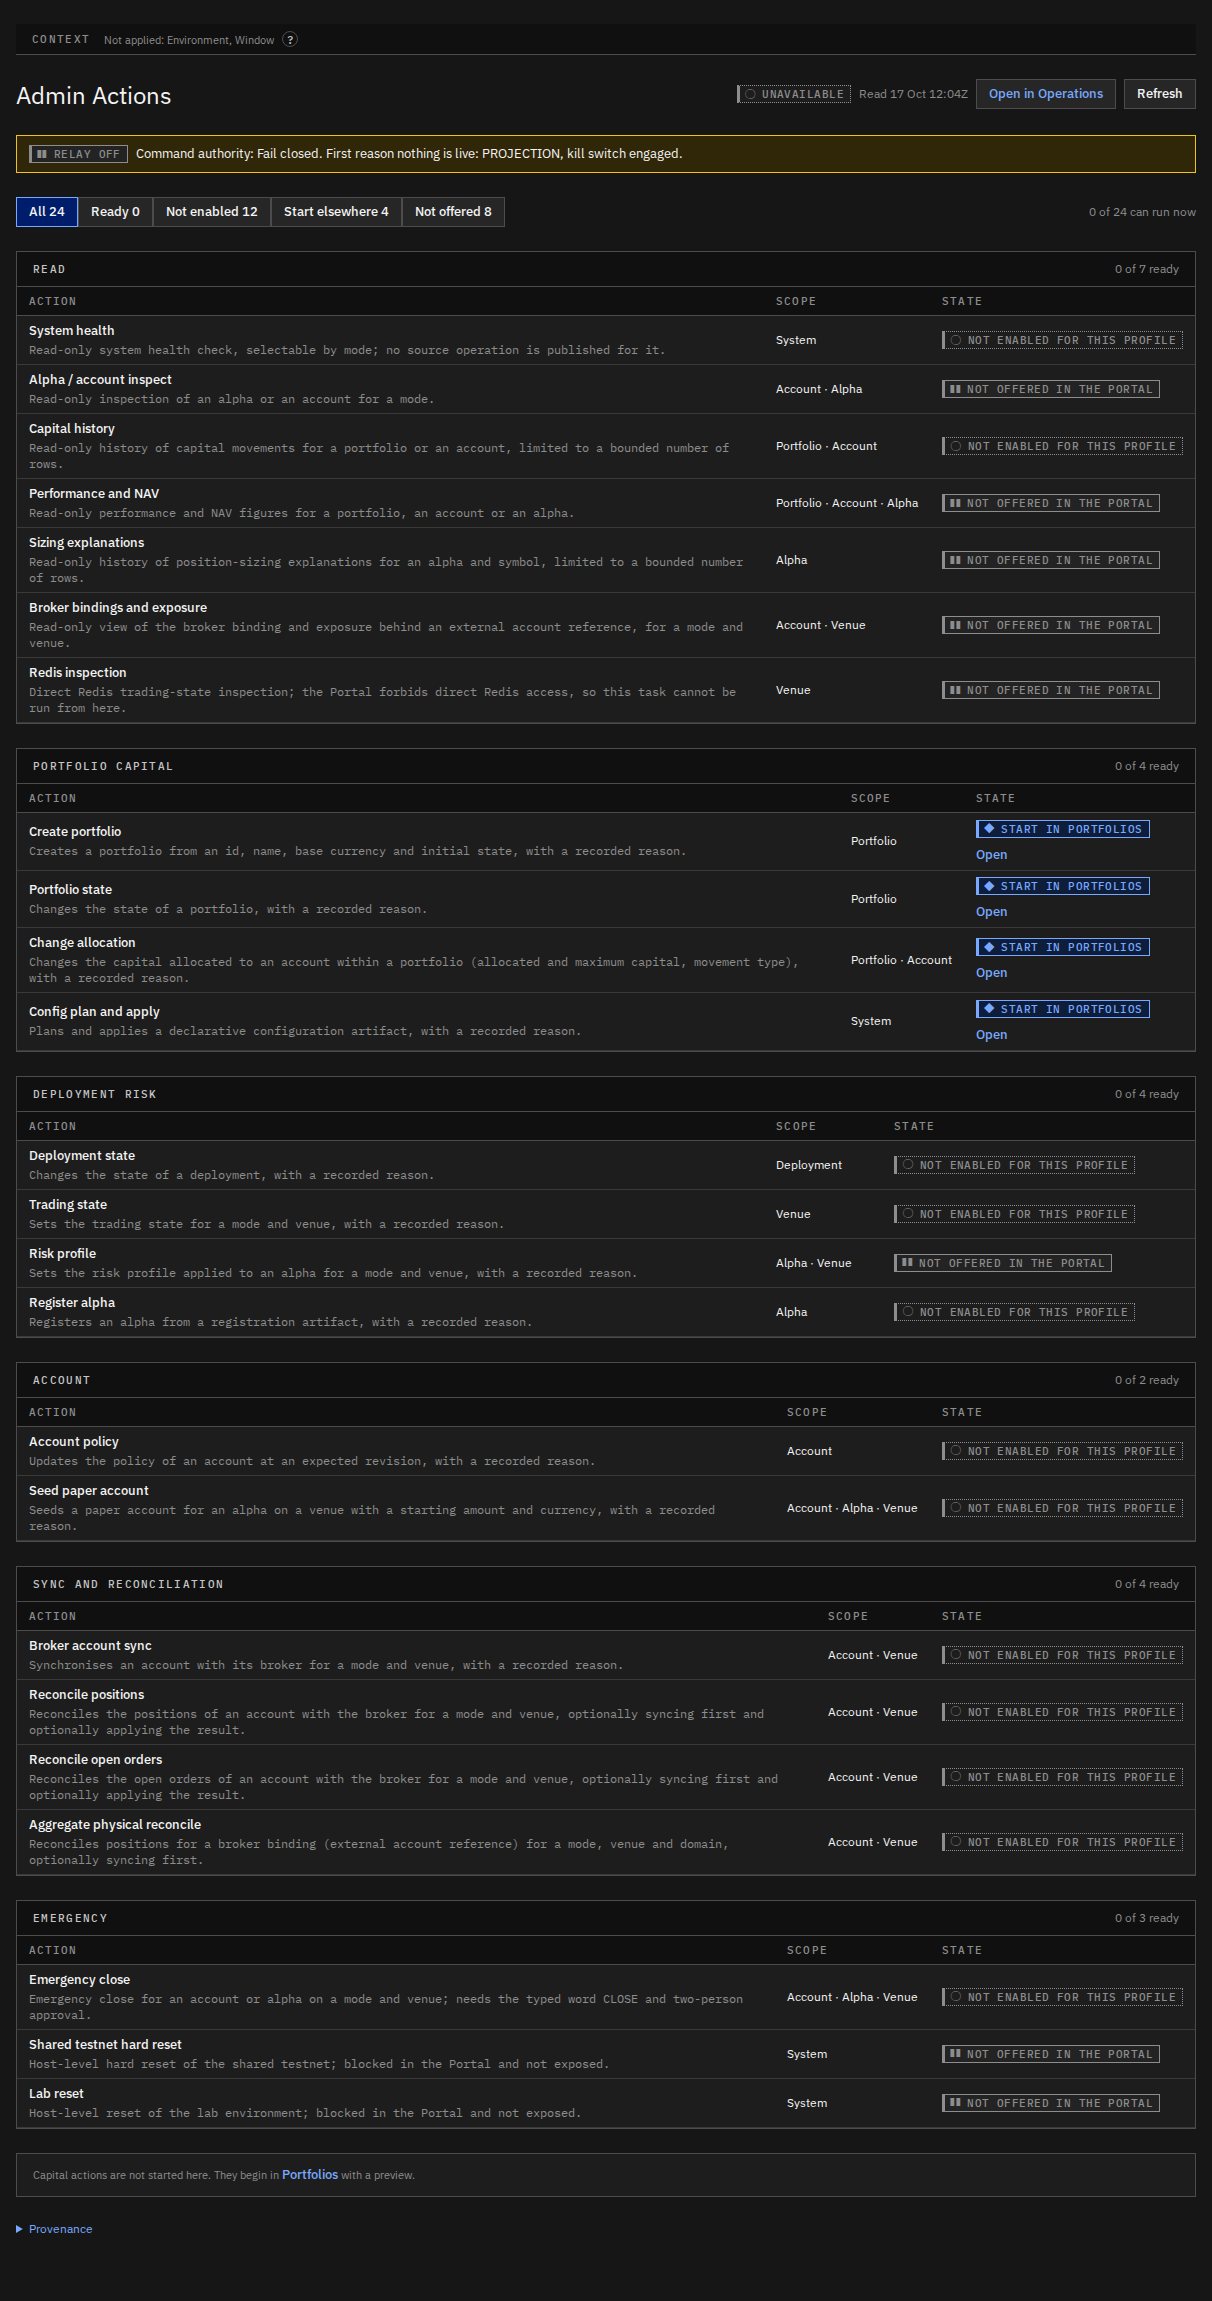 CONTEXT Not applied: Environment, Window ?
Admin Actions UNAVAILABLE Read 17 Oct 12:04Z Open in Operations Refresh
RELAY OFF Command authority: Fail closed. First reason nothing is live: PROJECTION, kill switch engaged.
All 24 Ready 0 Not enabled 12 Start elsewhere 4 Not offered 8 0 of 24 can run now
READ 0 of 7 ready
ACTION SCOPE STATE
System health
Read-only system health check, selectable by mode; no source operation is published for it.
System NOT ENABLED FOR THIS PROFILE
Alpha / account inspect
Read-only inspection of an alpha or an account for a mode.
Account · Alpha NOT OFFERED IN THE PORTAL
Capital history
Read-only history of capital movements for a portfolio or an account, limited to a bounded number of
rows.
Portfolio · Account NOT ENABLED FOR THIS PROFILE
Performance and NAV
Read-only performance and NAV figures for a portfolio, an account or an alpha.
Portfolio · Account · Alpha NOT OFFERED IN THE PORTAL
Sizing explanations
Read-only history of position-sizing explanations for an alpha and symbol, limited to a bounded number
of rows.
Alpha NOT OFFERED IN THE PORTAL
Broker bindings and exposure
Read-only view of the broker binding and exposure behind an external account reference, for a mode and
venue.
Account · Venue NOT OFFERED IN THE PORTAL
Redis inspection
Direct Redis trading-state inspection; the Portal forbids direct Redis access, so this task cannot be
run from here.
Venue NOT OFFERED IN THE PORTAL
PORTFOLIO CAPITAL 0 of 4 ready
ACTION SCOPE STATE
Create portfolio
Creates a portfolio from an id, name, base currency and initial state, with a recorded reason.
Portfolio START IN PORTFOLIOS
Open
Portfolio state
Changes the state of a portfolio, with a recorded reason.
Portfolio START IN PORTFOLIOS
Open
Change allocation
Changes the capital allocated to an account within a portfolio (allocated and maximum capital, movement type),
with a recorded reason.
Portfolio · Account START IN PORTFOLIOS
Open
Config plan and apply
Plans and applies a declarative configuration artifact, with a recorded reason.
System START IN PORTFOLIOS
Open
DEPLOYMENT RISK 0 of 4 ready
ACTION SCOPE STATE
Deployment state
Changes the state of a deployment, with a recorded reason.
Deployment NOT ENABLED FOR THIS PROFILE
Trading state
Sets the trading state for a mode and venue, with a recorded reason.
Venue NOT ENABLED FOR THIS PROFILE
Risk profile
Sets the risk profile applied to an alpha for a mode and venue, with a recorded reason.
Alpha · Venue NOT OFFERED IN THE PORTAL
Register alpha
Registers an alpha from a registration artifact, with a recorded reason.
Alpha NOT ENABLED FOR THIS PROFILE
ACCOUNT 0 of 2 ready
ACTION SCOPE STATE
Account policy
Updates the policy of an account at an expected revision, with a recorded reason.
Account NOT ENABLED FOR THIS PROFILE
Seed paper account
Seeds a paper account for an alpha on a venue with a starting amount and currency, with a recorded
reason.
Account · Alpha · Venue NOT ENABLED FOR THIS PROFILE
SYNC AND RECONCILIATION 0 of 4 ready
ACTION SCOPE STATE
Broker account sync
Synchronises an account with its broker for a mode and venue, with a recorded reason.
Account · Venue NOT ENABLED FOR THIS PROFILE
Reconcile positions
Reconciles the positions of an account with the broker for a mode and venue, optionally syncing first and
optionally applying the result.
Account · Venue NOT ENABLED FOR THIS PROFILE
Reconcile open orders
Reconciles the open orders of an account with the broker for a mode and venue, optionally syncing first and
optionally applying the result.
Account · Venue NOT ENABLED FOR THIS PROFILE
Aggregate physical reconcile
Reconciles positions for a broker binding (external account reference) for a mode, venue and domain,
optionally syncing first.
Account · Venue NOT ENABLED FOR THIS PROFILE
EMERGENCY 0 of 3 ready
ACTION SCOPE STATE
Emergency close
Emergency close for an account or alpha on a mode and venue; needs the typed word CLOSE and two-person
approval.
Account · Alpha · Venue NOT ENABLED FOR THIS PROFILE
Shared testnet hard reset
Host-level hard reset of the shared testnet; blocked in the Portal and not exposed.
System NOT OFFERED IN THE PORTAL
Lab reset
Host-level reset of the lab environment; blocked in the Portal and not exposed.
System NOT OFFERED IN THE PORTAL
Capital actions are not started here. They begin in Portfolios with a preview.
Provenance